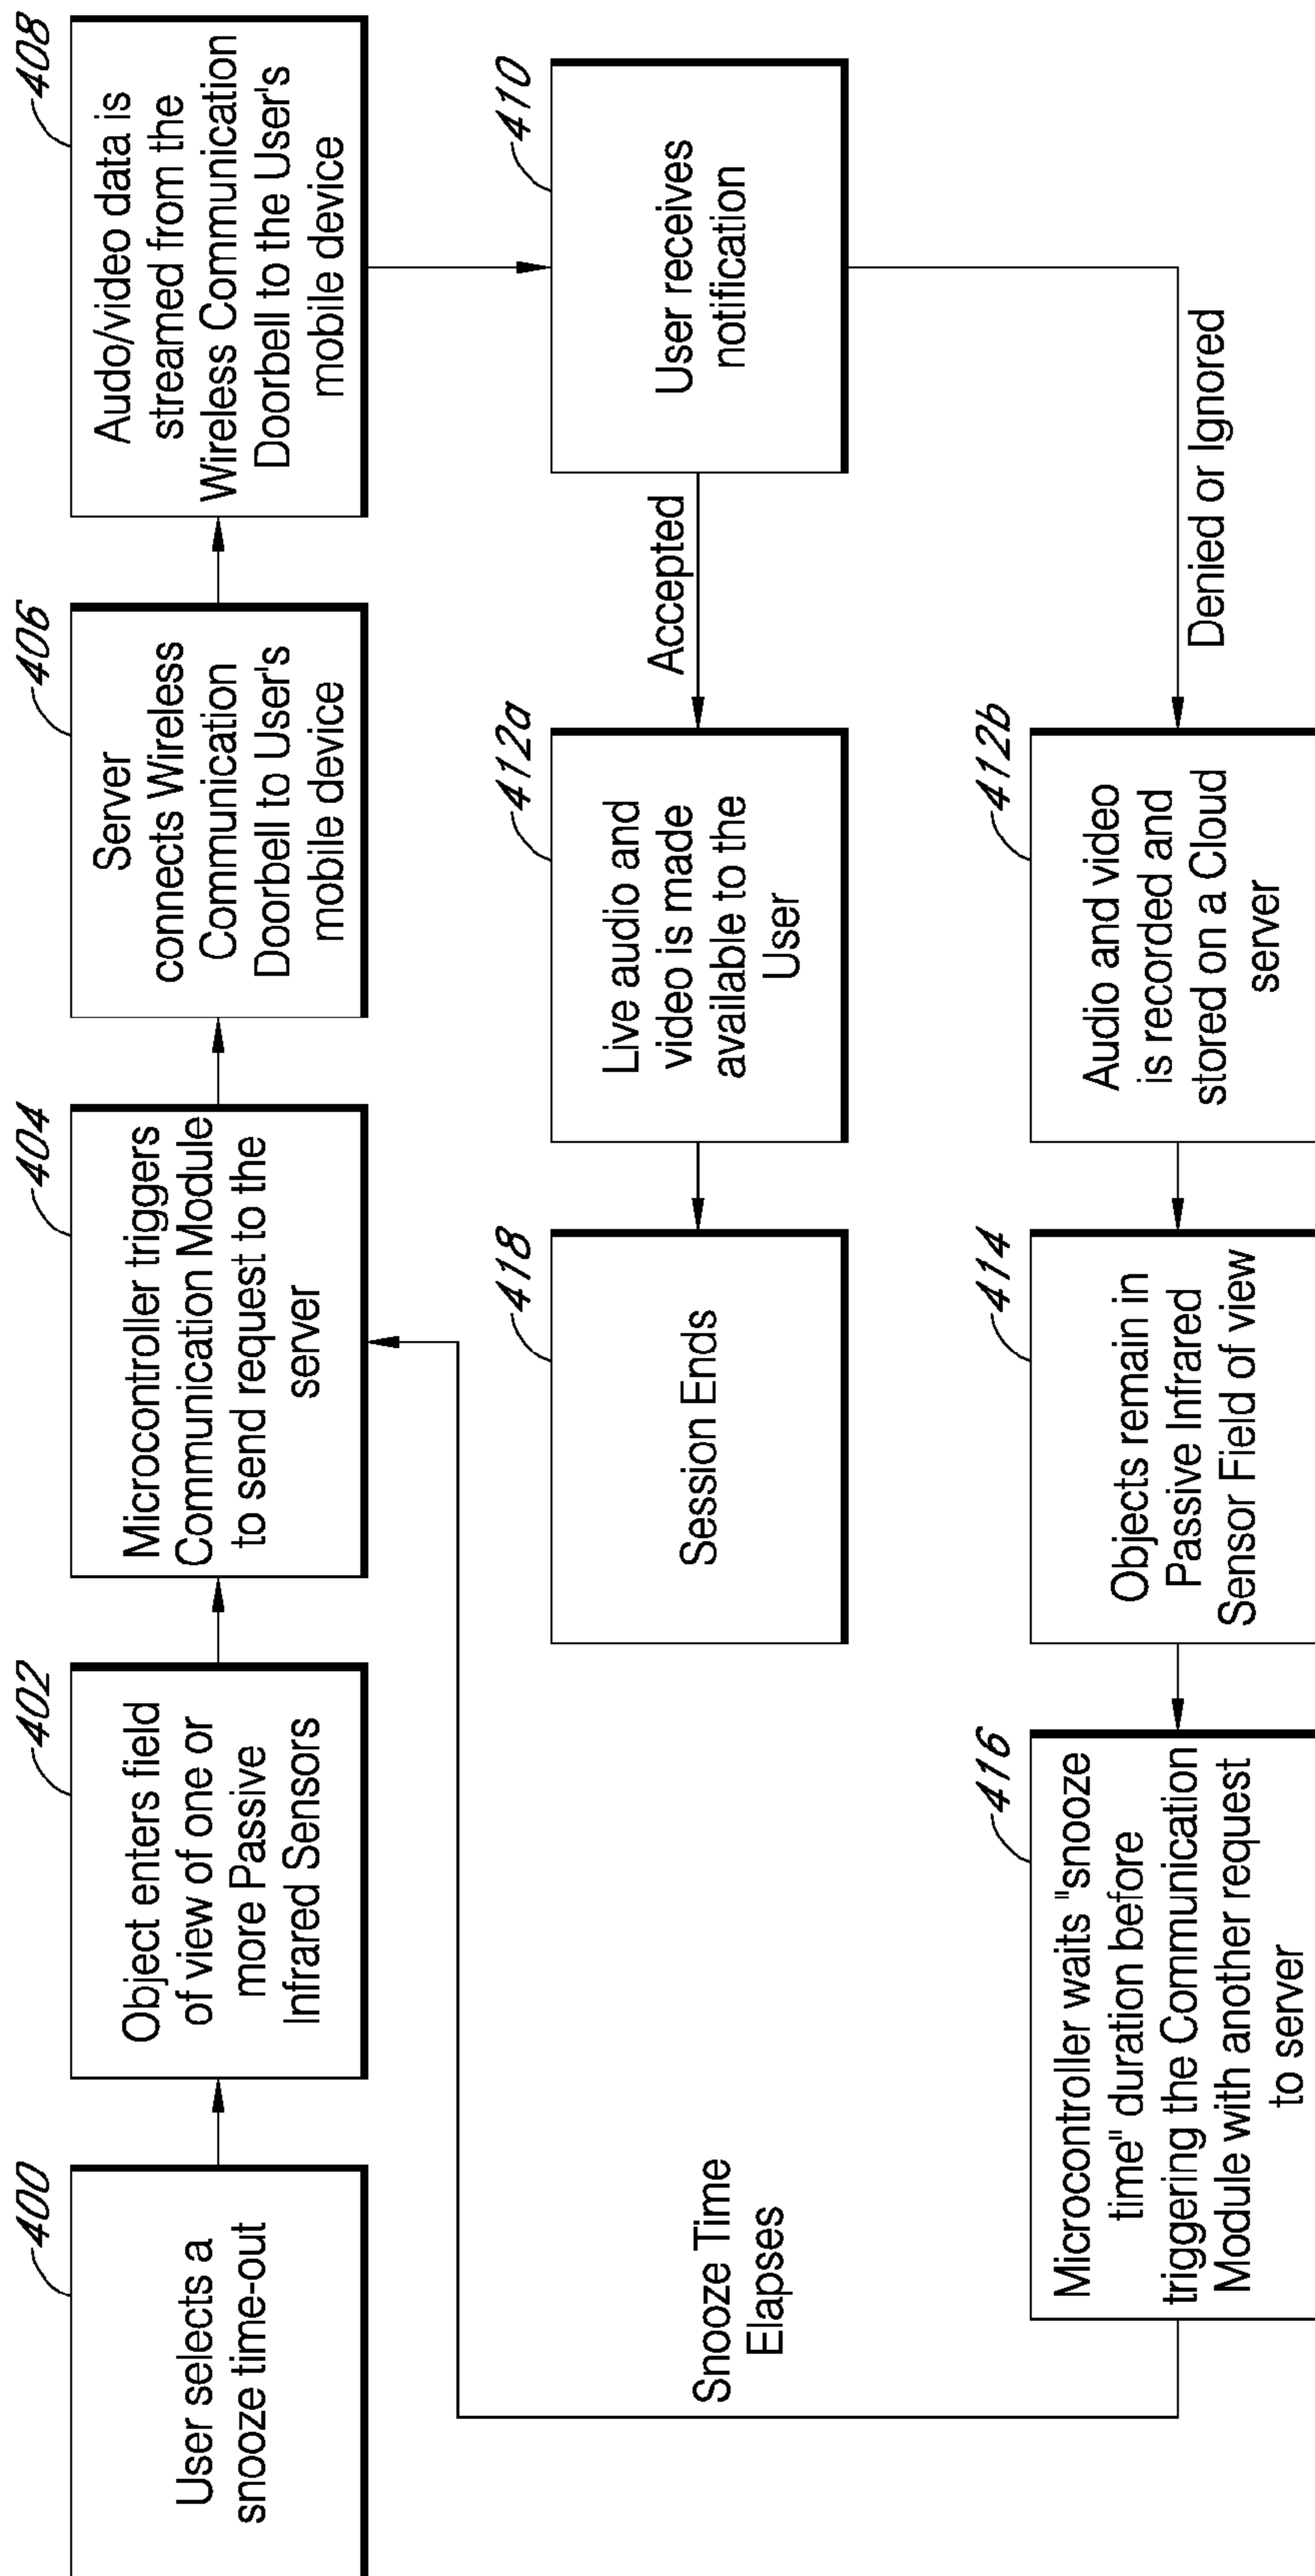 400
User selects a
snooze time-out
402
Object enters field
of view of one or
more Passive
Infrared Sensors
404
Microcontroller triggers
Communication Module
to send request to the
server
406
Server
connects Wireless
Communication
Doorbell to User's
mobile device
408
Audo/video data is
streamed from the
Wireless Communication
Doorbell to the User's
mobile device
410
User receives
notification
Accepted
412a
Live audio and
video is made
available to the
User
418
Session Ends
Denied or Ignored
412b
Audio and video
is recorded and
stored on a Cloud
server
414
Objects remain in
Passive Infrared
Sensor Field of view
416
Microcontroller waits "snooze
time" duration before
triggering the Communication
Module with another request
to server
Snooze Time
Elapses